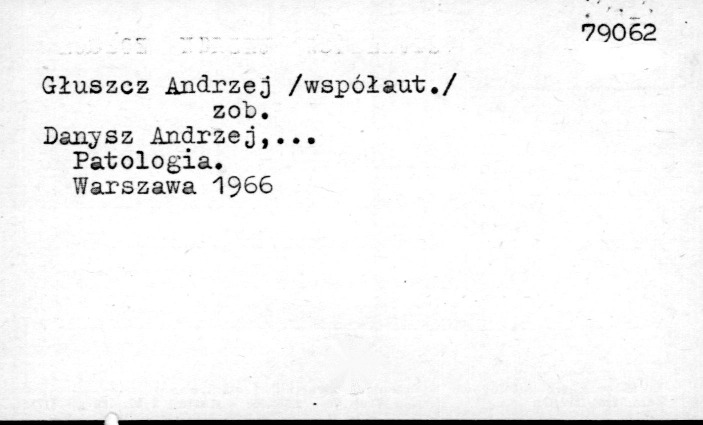 79062
Głuszcz Andrzej /współaut./
zob.
Danysz Andrzej,...
Patologia.
Warszawa 1966